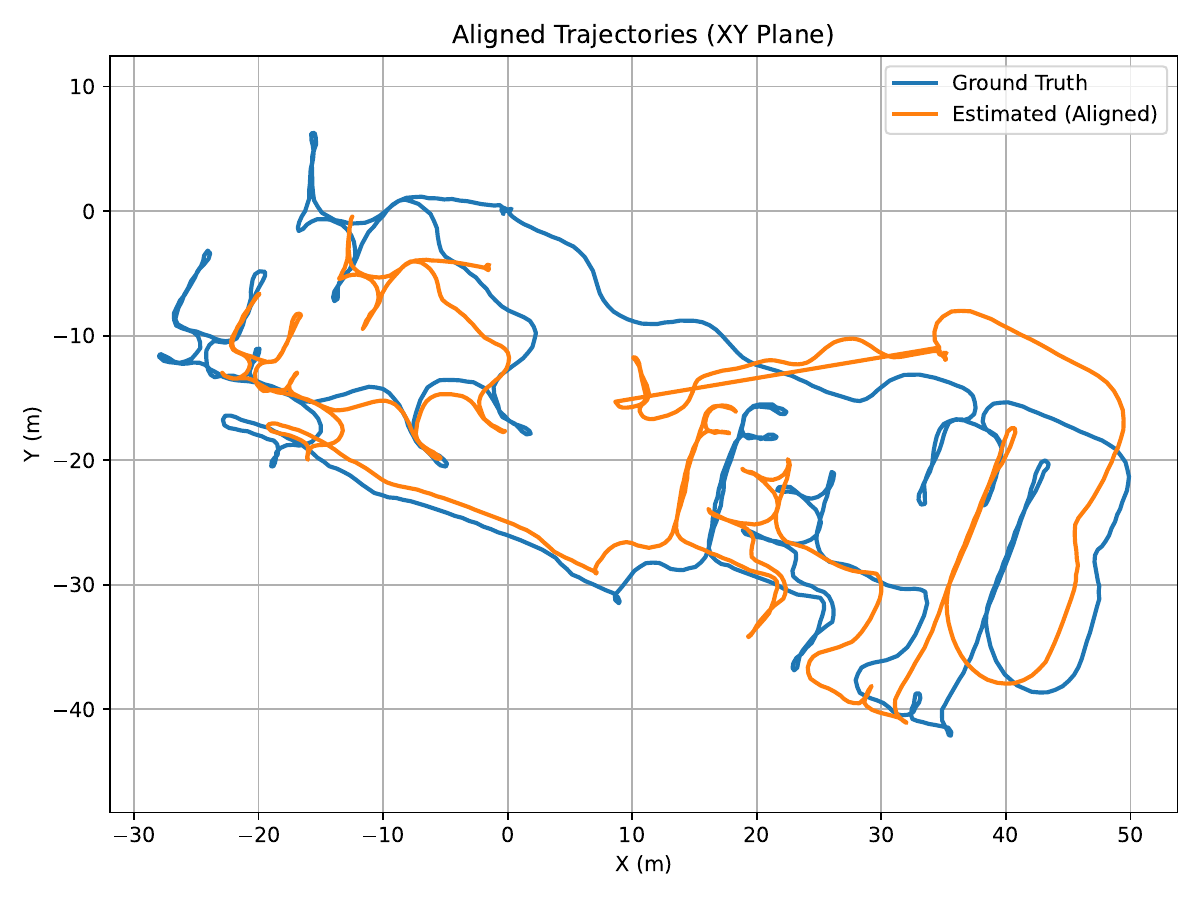 Aligned Trajectories (XY Plane)
Ground Truth
Estimated (Aligned)
10
0
−10
−20
−30
−40
Y (m)
−30 −20 −10 0 10 20 30 40 50
X (m)